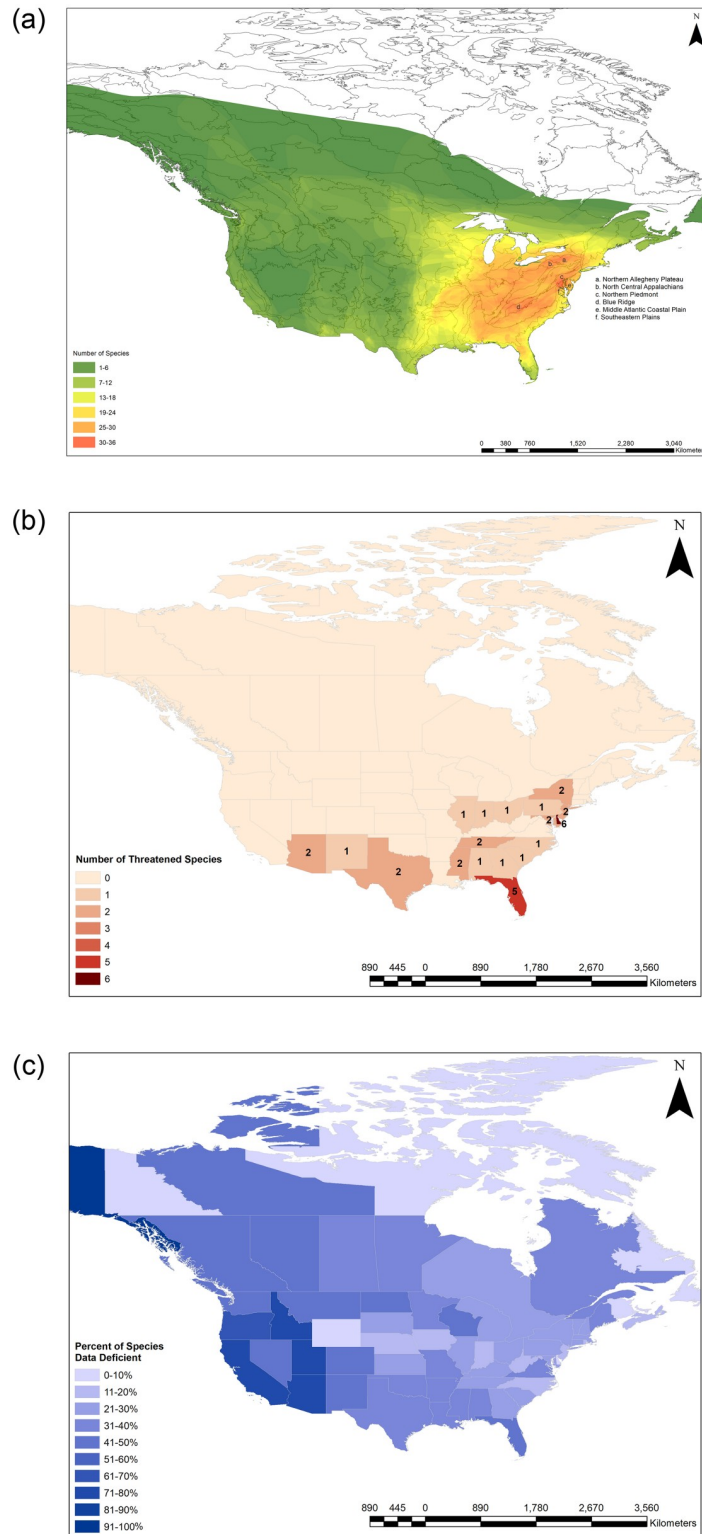 (a)
N
a. Northern Allegheny Plateau
b. North Central Appalachians
c. Northern Piedmont
d. Blue Ridge
e. Middle Atlantic Coastal Plain
f. Southeastern Plains
b
a
c
d
Number of Species
1-6
7-12
13-18
19-24
25-30
30-36
0 380 760 1,520 2,280 3,040
Kilometers
(b)
N
2
1 1 1 1 2
2 6
2 1
2 1 2 1 1 1
2
5
Number of Threatened Species
0
1
2
3
4
5
6
890 445 0 890 1,780 2,670 3,560
Kilometers
(c)
N
Percent of Species
Data Deficient
0-10%
11-20%
21-30%
31-40%
41-50%
51-60%
61-70%
71-80%
81-90%
91-100%
890 445 0 890 1,780 2,670 3,560
Kilometers